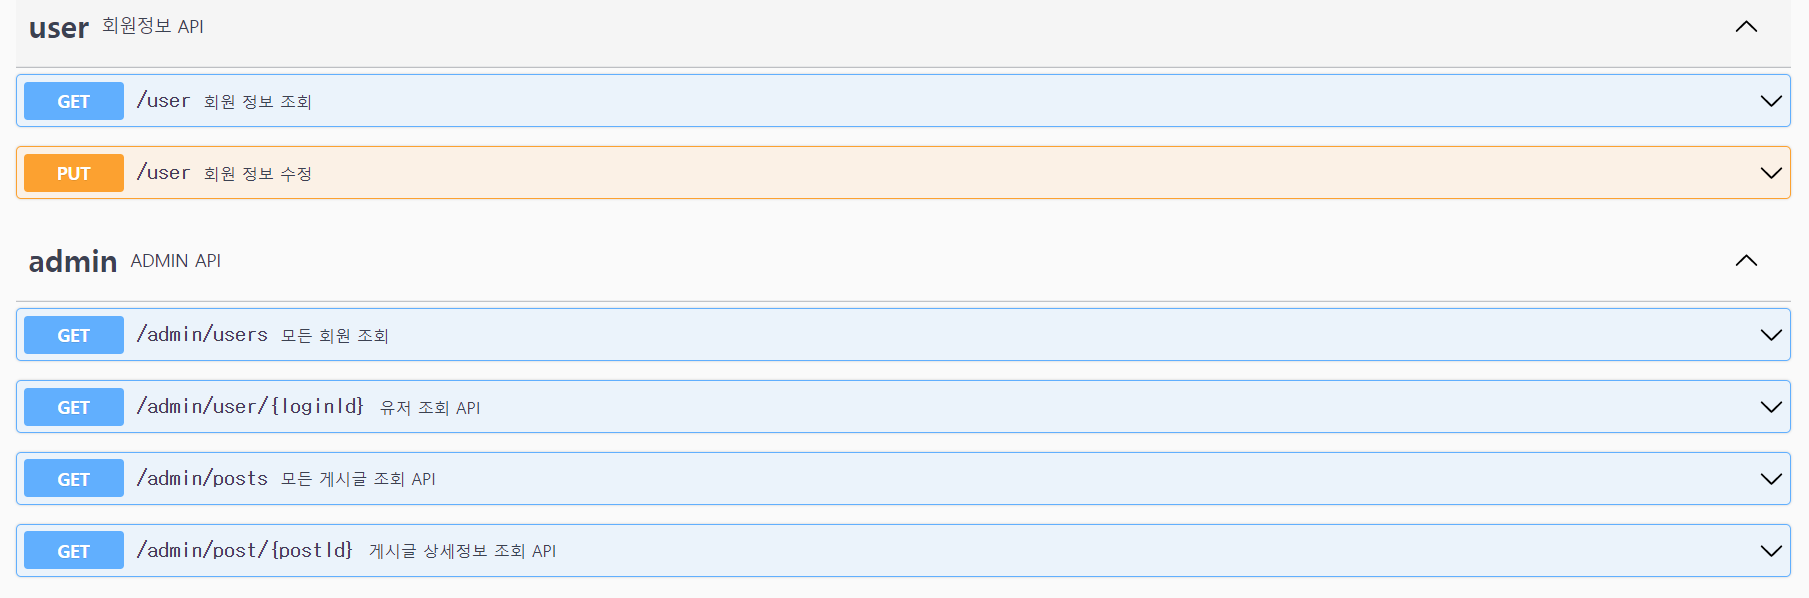 user 회원정보 API
GET /user 회원 정보 조회
PUT /user 회원 정보 수정
admin ADMIN API
GET /admin/users 모든 회원 조회
GET /admin/user/{loginId} 유저 조회 API
GET /admin/posts 모든 게시글 조회 API
GET /admin/post/{postId} 게시글 상세정보 조회 API